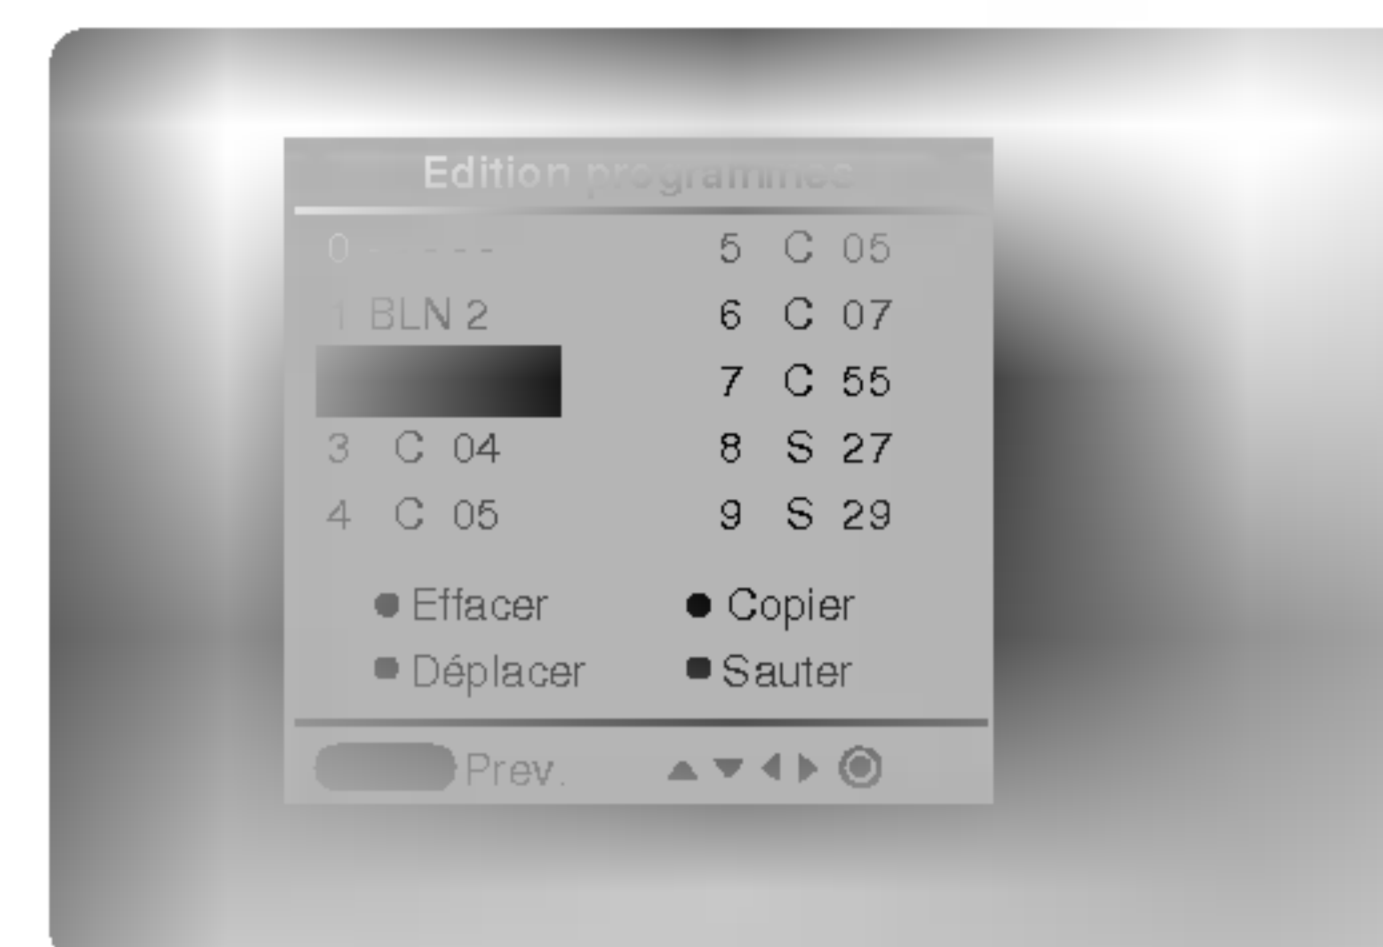 Edition programmes
0 - - - - -
1 BLN 2
3 C 04
4 C 05
5 C 05
6 C 07
7 C 55
8 S 27
9 S 29
Effacer
Copier
Déplacer
Sauter
Prev.